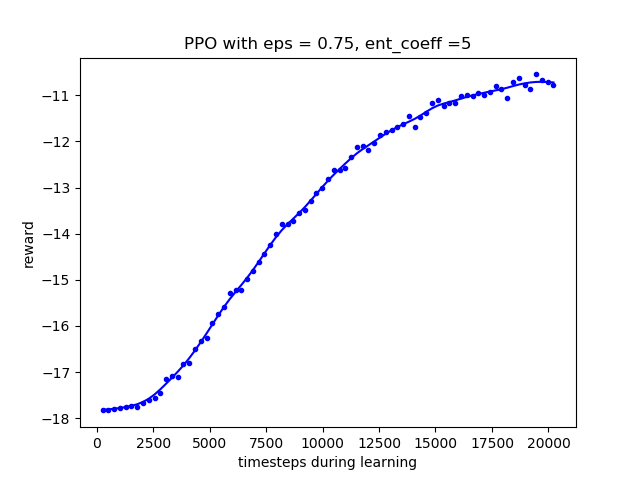 PPO with eps = 0.75, ent_coeff =5
reward
−11
−12
−13
−14
−15
−16
−17
−18
0 2500 5000 7500 10000 12500 15000 17500 20000
timesteps during learning